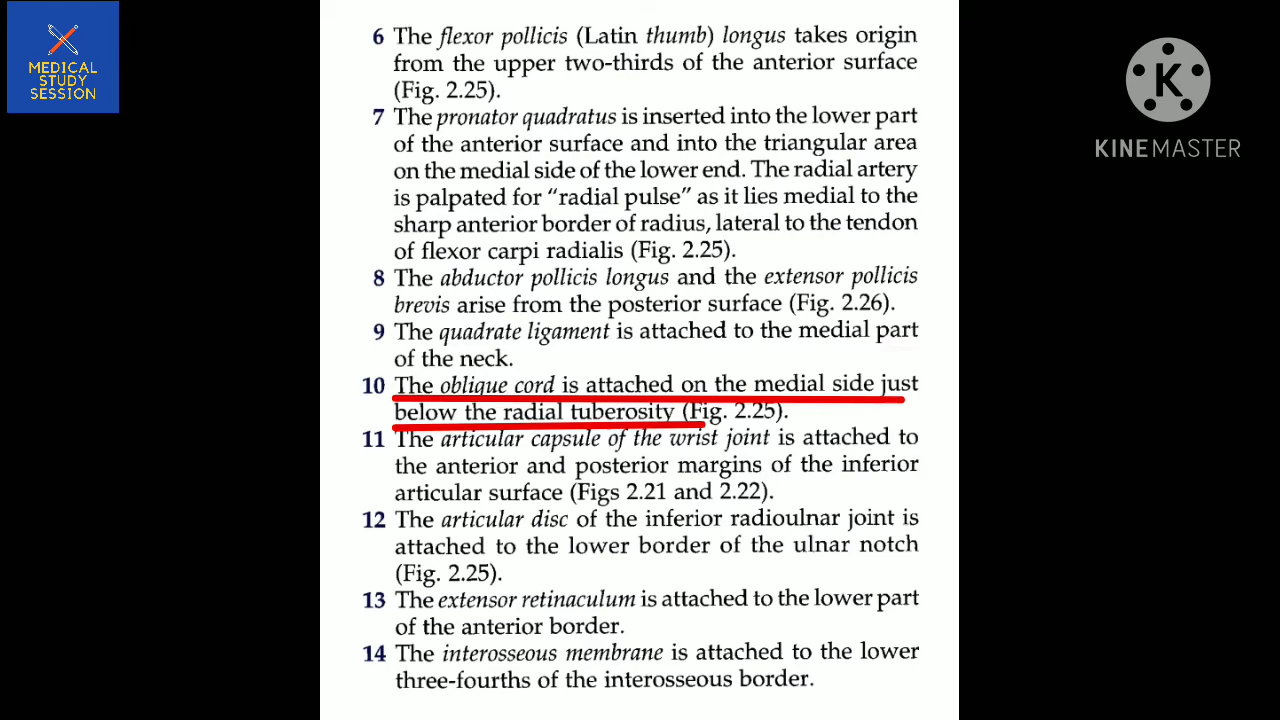 MEDICAL
STUDY
SESSION
6 The flexor pollicis (Latin thumb) longus takes origin
from the upper two-thirds of the anterior surface
(Fig. 2.25).
7 The pronator quadratus is inserted into the lower part
of the anterior surface and into the triangular area
on the medial side of the lower end. The radial artery
is palpated for “radial pulse” as it lies medial to the
sharp anterior border of radius, lateral to the tendon
of flexor carpi radialis (Fig. 2.25).
8 The abductor pollicis longus and the extensor pollicis
brevis arise from the posterior surface (Fig. 2.26).
9 The quadrate ligament is attached to the medial part
of the neck.
10 The oblique cord is attached on the medial side just
below the radial tuberosity (Fig. 2.25).
11 The articular capsule of the wrist joint is attached to
the anterior and posterior margins of the inferior
articular surface (Figs 2.21 and 2.22).
12 The articular disc of the inferior radioulnar joint is
attached to the lower border of the ulnar notch
(Fig. 2.25).
13 The extensor retinaculum is attached to the lower part
of the anterior border.
14 The interosseous membrane is attached to the lower
three-fourths of the interosseous border.
K
KINEMASTER